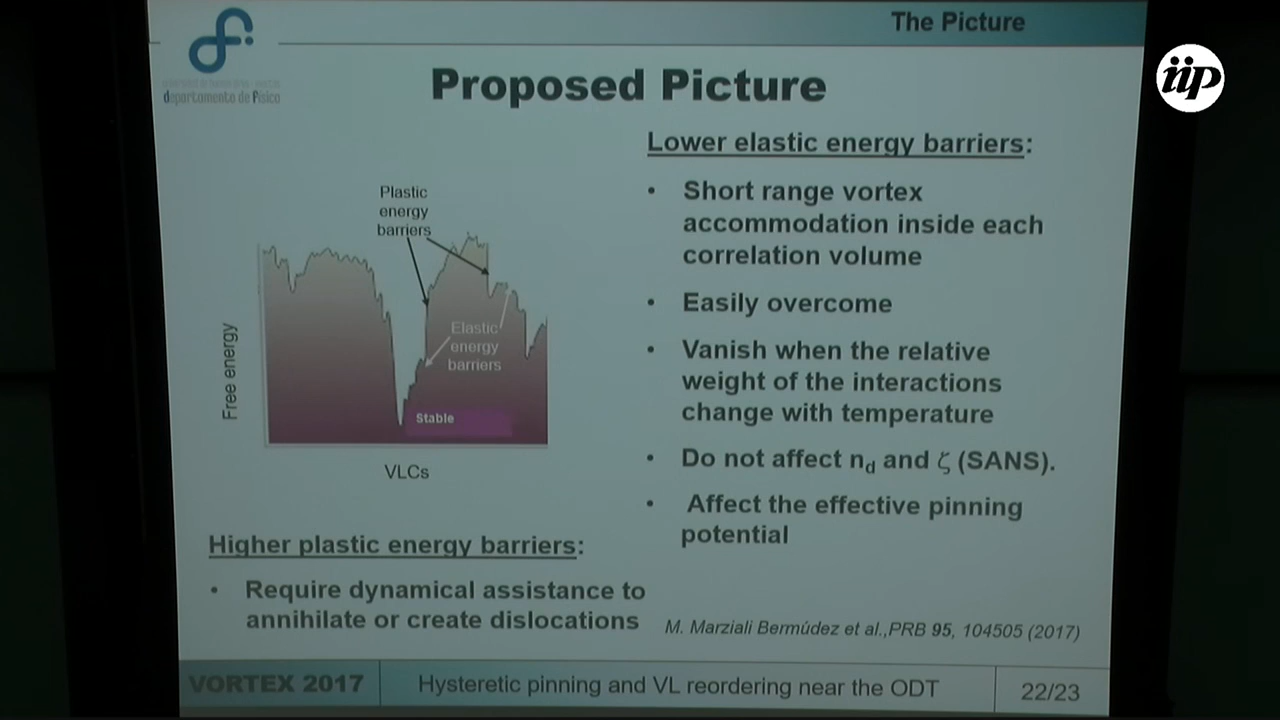 The Picture
iip
departamento de física
Proposed Picture
Lower elastic energy barriers:
• Short range vortex
accommodation inside each
correlation volume
• Easily overcome
• Vanish when the relative
weight of the interactions
change with temperature
• Do not affect nd and ζ (SANS).
• Affect the effective pinning
potential
Plastic
energy
barriers
Elastic
energy
barriers
Free energy
Stable
VLCs
Higher plastic energy barriers:
• Require dynamical assistance to
annihilate or create dislocations
M. Marziali Bermúdez et al.,PRB 95, 104505 (2017)
VORTEX 2017
Hysteretic pinning and VL reordering near the ODT
22/23